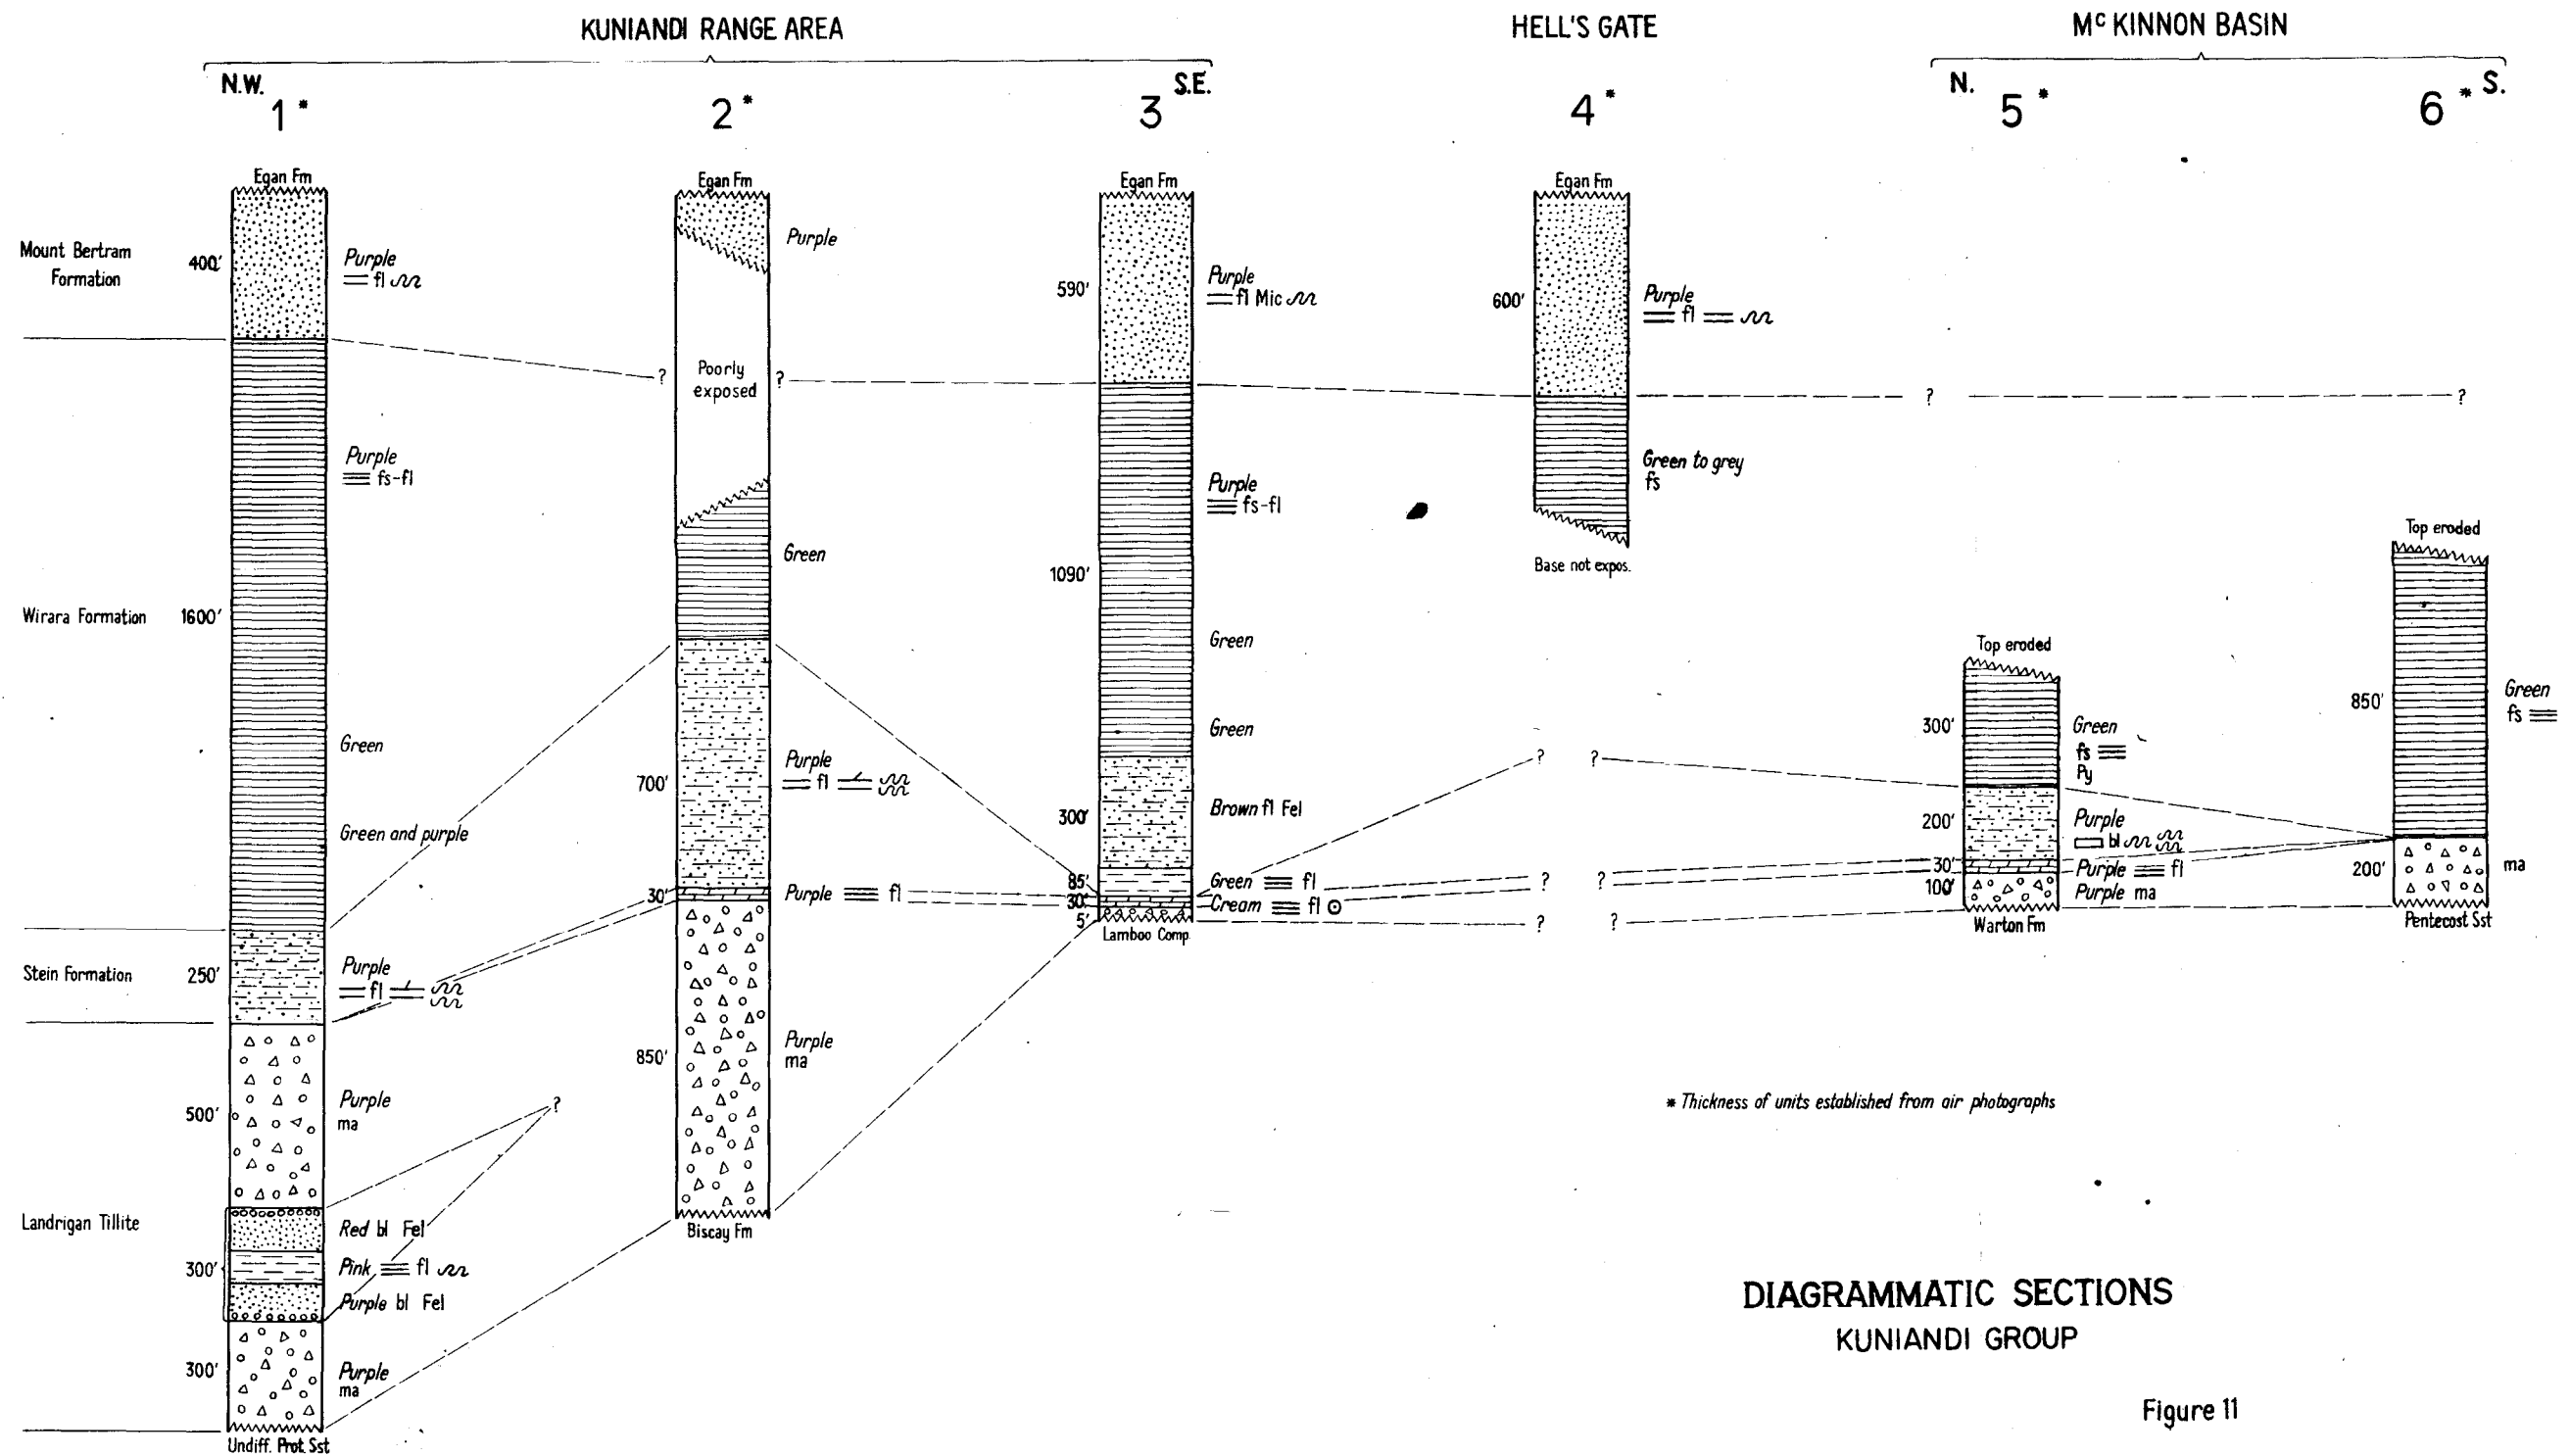 KUNIANDI RANGE AREA
HELL'S GATE
Mc KINNON BASIN
N.W.
S.E.
N.
S.
1*
2*
3
4*
5*
6*
Mount Bertram
Formation
Wirara Formation
Stein Formation
Landrigan Tillite
Egan Fm
400'
Purple
fl
1600'
Purple
fs-fl
Green
Green and purple
250'
Purple
fl
500'
Purple
ma
300'
Red bl Fel
Pink fl
Purple bl Fel
300'
Purple
ma
Undiff. Prot. Sst
Egan Fm
Purple
?
Poorly
exposed
?
Green
700'
Purple
fl
30'
Purple fl
850'
Purple
ma
?
Biscay Fm
Egan Fm
590'
Purple
fl Mic
Purple
fs-fl
1090'
Green
Green
300'
Brown fl Fel
85'
Green fl
30'
Cream fl
5'
Lamboo Comp.
Egan Fm
600'
Purple
fl
Green to grey
fs
Base not expos.
?
?
? ?
? ?
? ?
Top eroded
300'
Green
fs
Py
200'
Purple
bl
30'
Purple fl
100'
Purple ma
Warton Fm
Top eroded
850'
Green
fs
200'
ma
Pentecost Sst
* Thickness of units established from air photographs
DIAGRAMMATIC SECTIONS
KUNIANDI GROUP
Figure 11